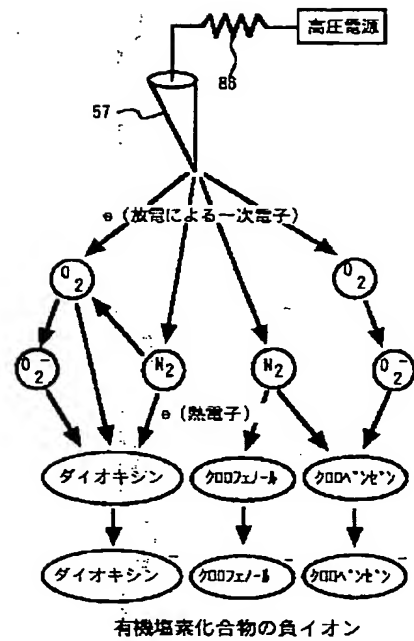 高圧電源
86
57
e（放電による一次電子）
O2 O2
O2- N2 N2 O2-
e（熱電子）
ダイオキシン クロロフェノール クロロベンゼン
ダイオキシン- クロロフェノール- クロロベンゼン-
有機塩素化合物の負イオン